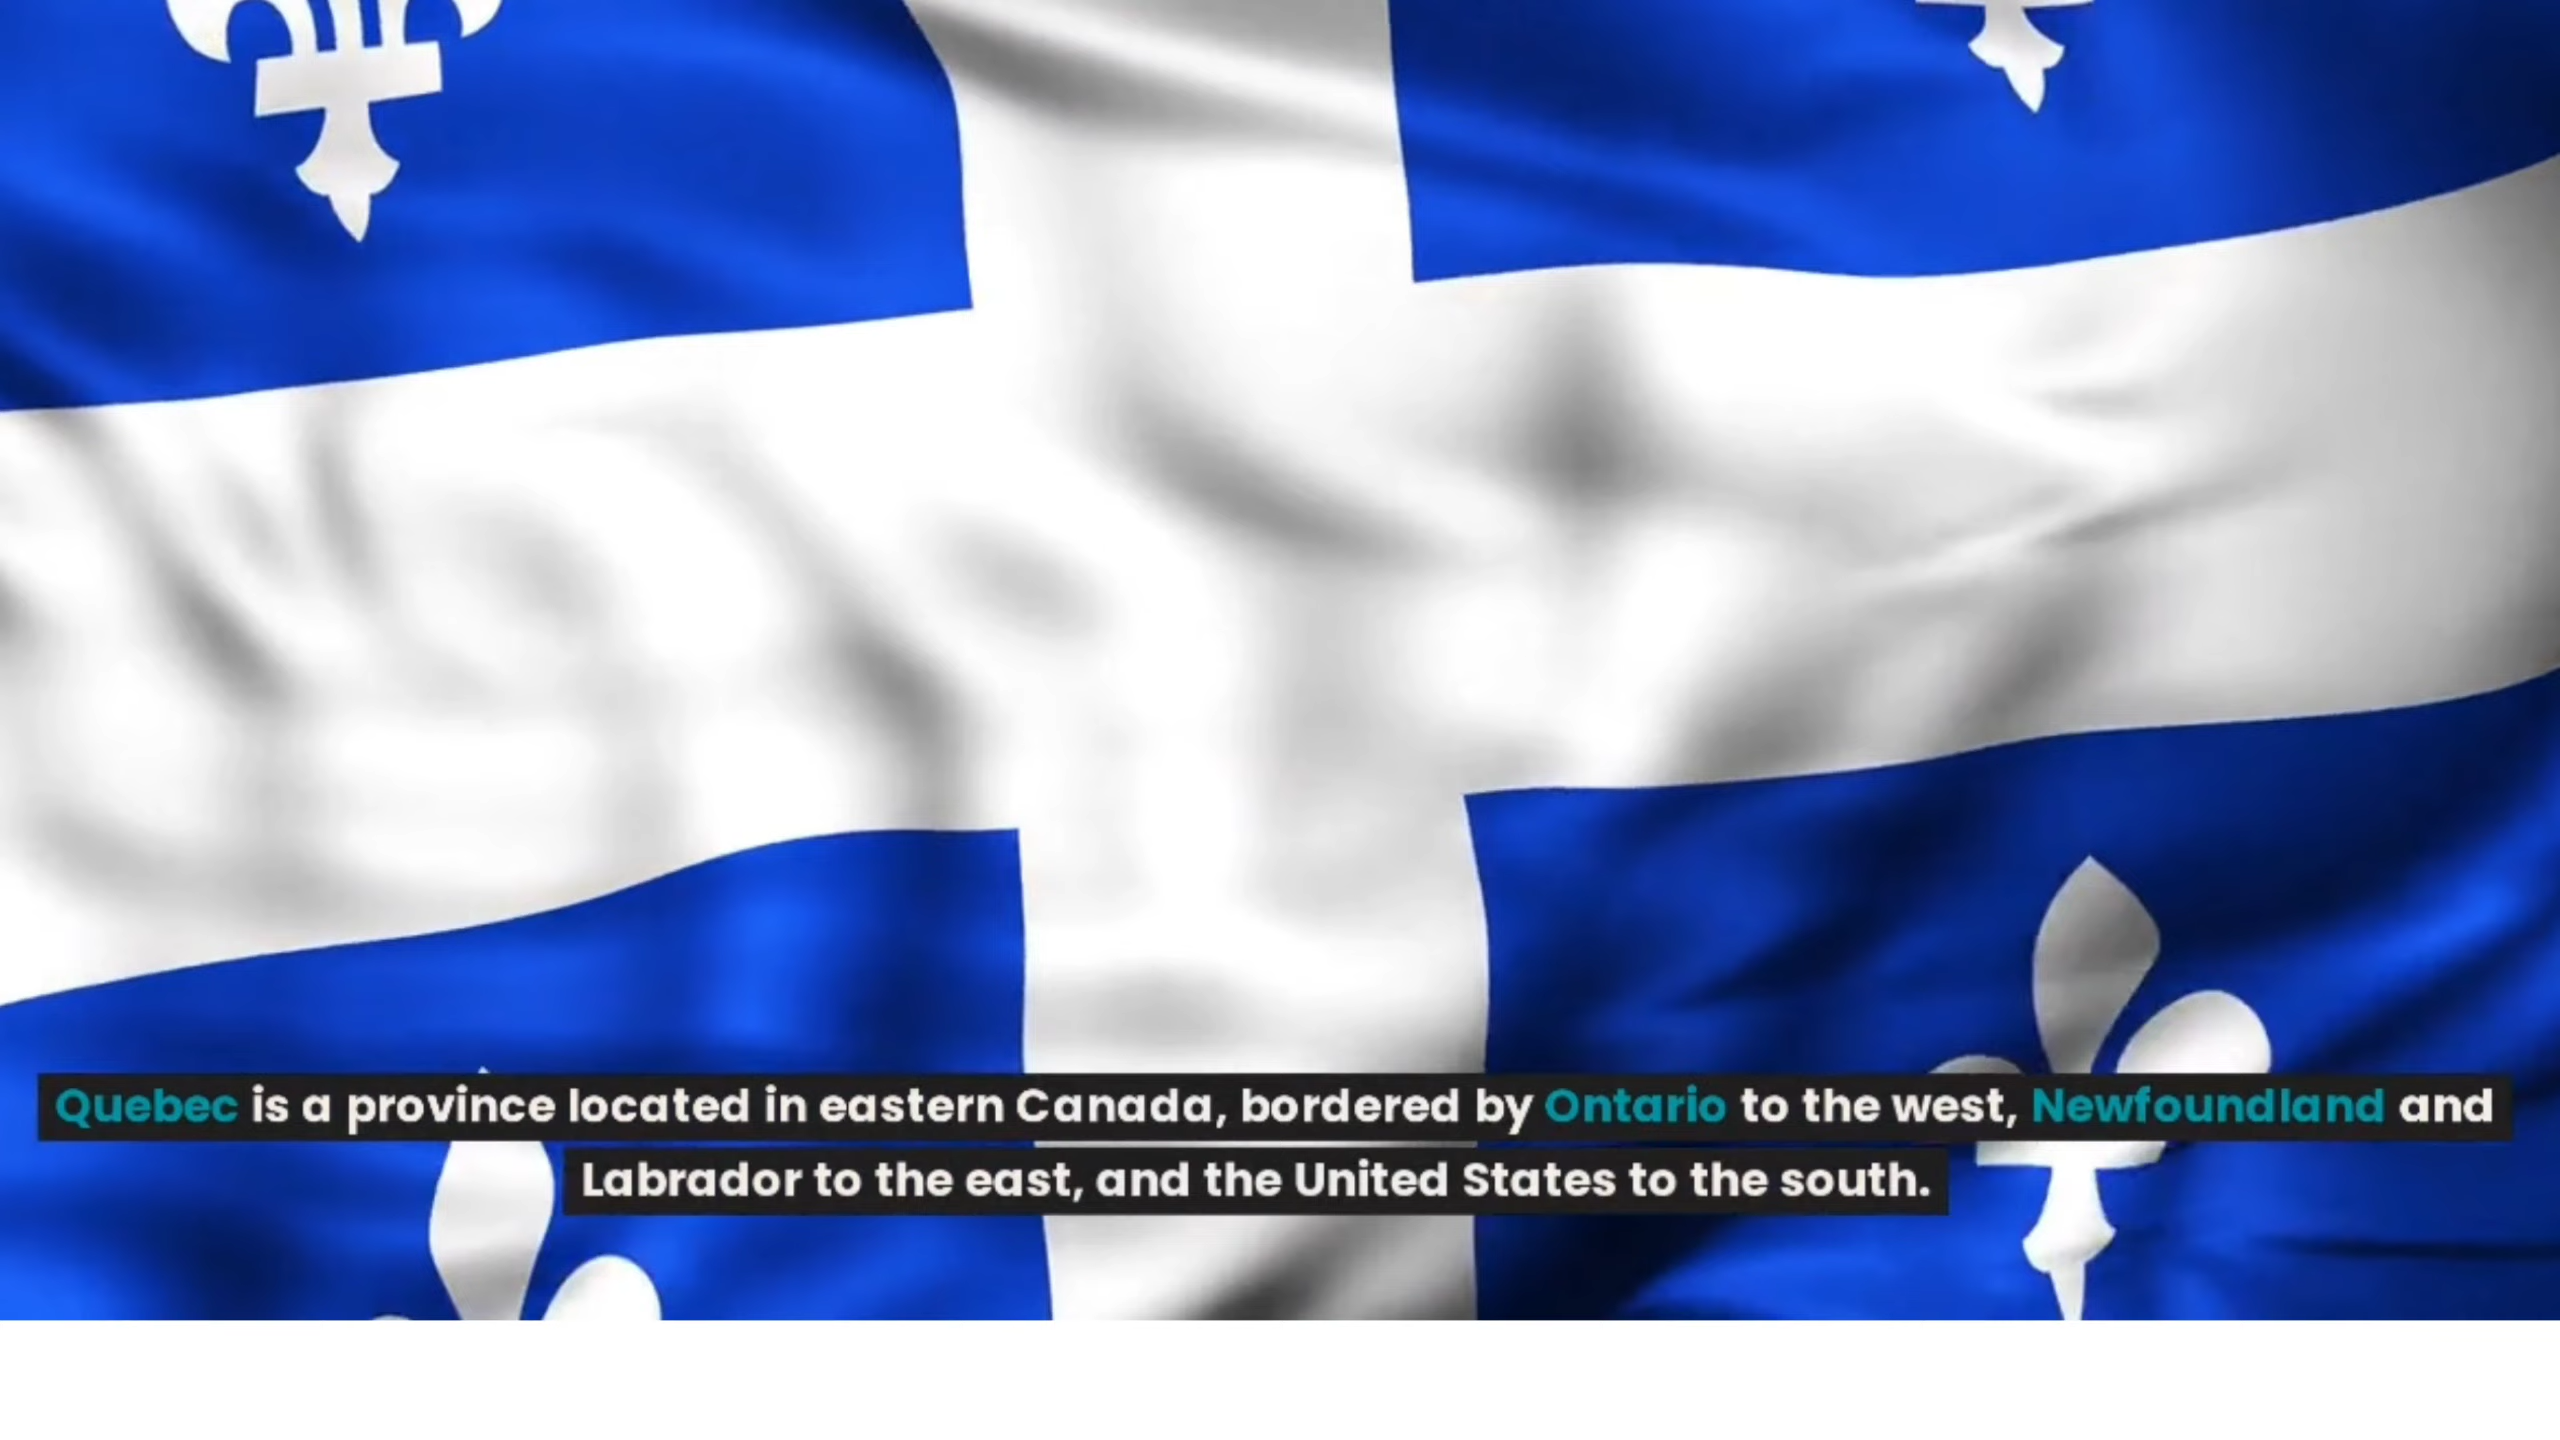 Quebec is a province located in eastern Canada, bordered by Ontario to the west, Newfoundland and
Labrador to the east, and the United States to the south.